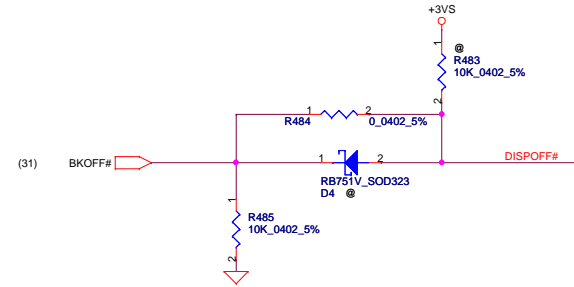 +3VS
1
@
R483
10K_0402_5%
2
1
2
R484
0_0402_5%
(31)
BKOFF#
1
2
DISPOFF#
RB751V_SOD323
D4
@
1
R485
10K_0402_5%
2